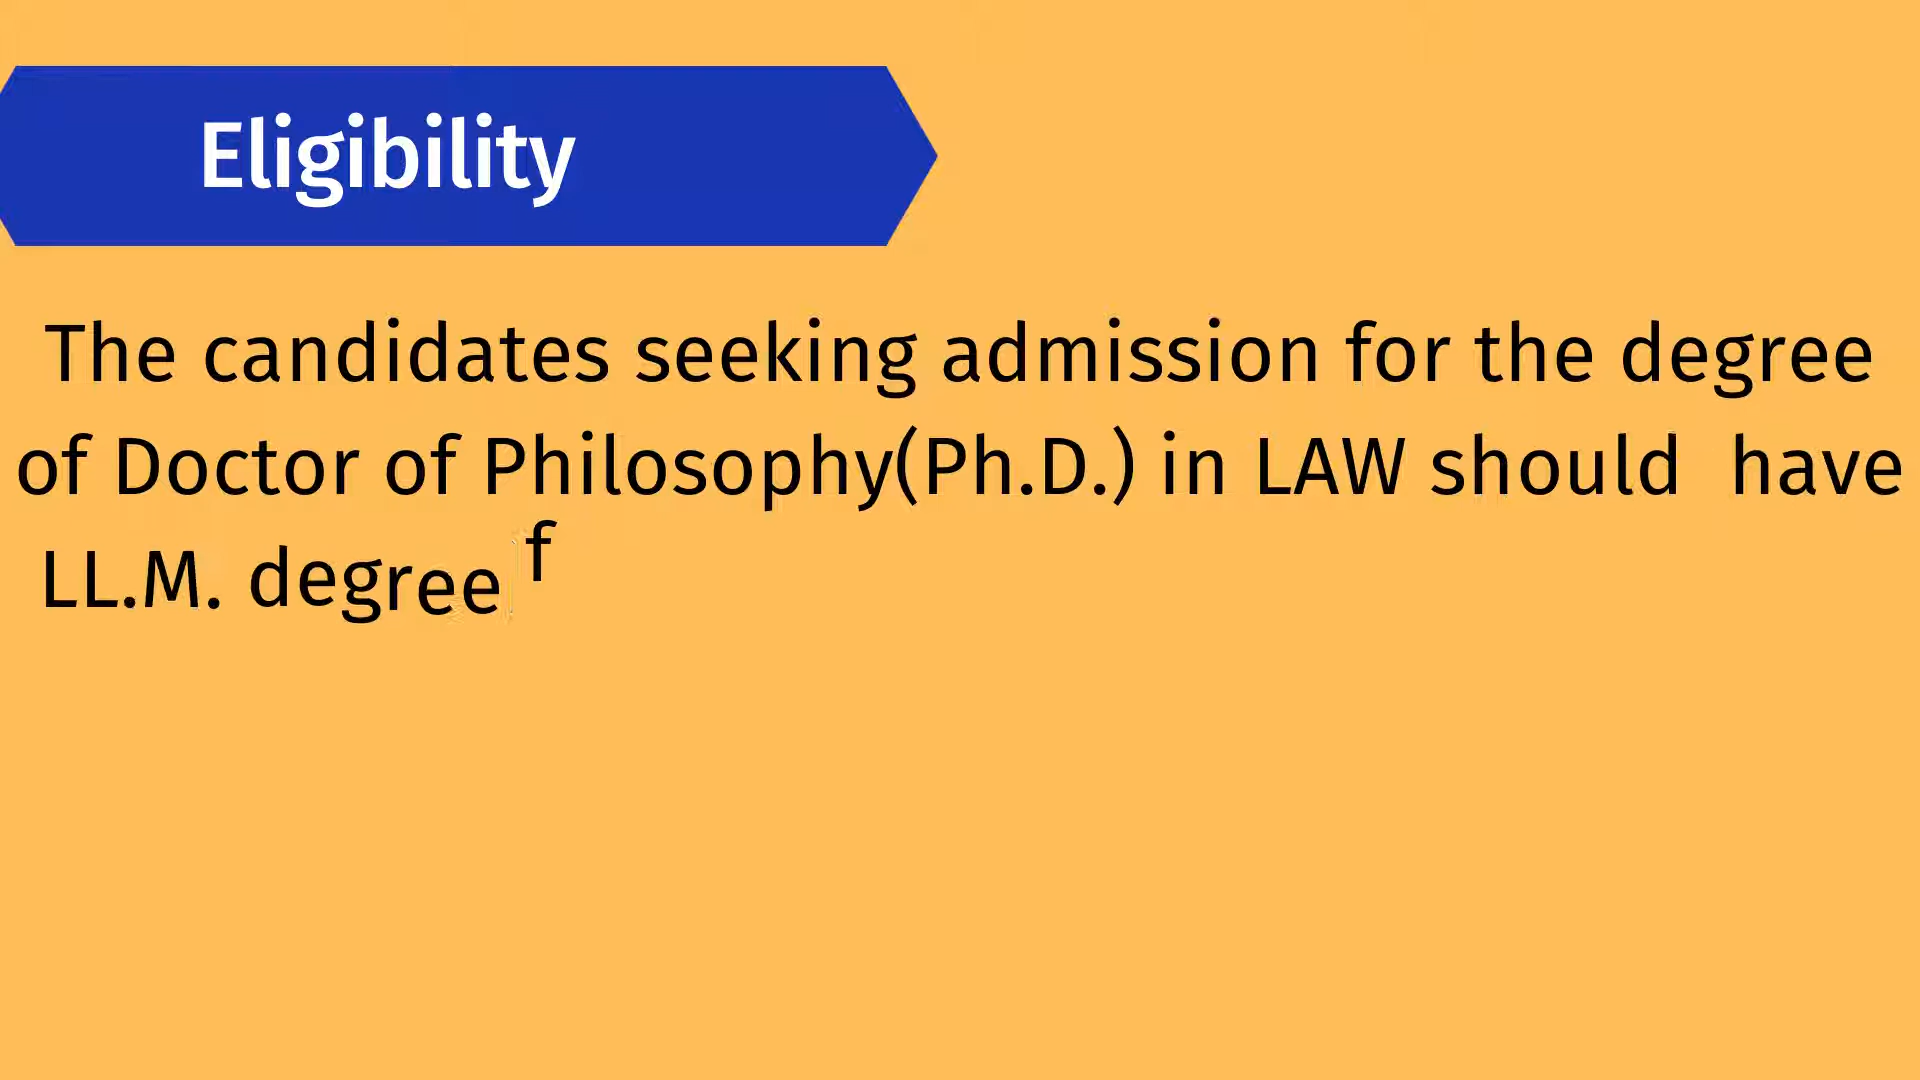 Eligibility
The candidates seeking admission for the degree
of Doctor of Philosophy(Ph.D.) in LAW should have
LL.M. degree f